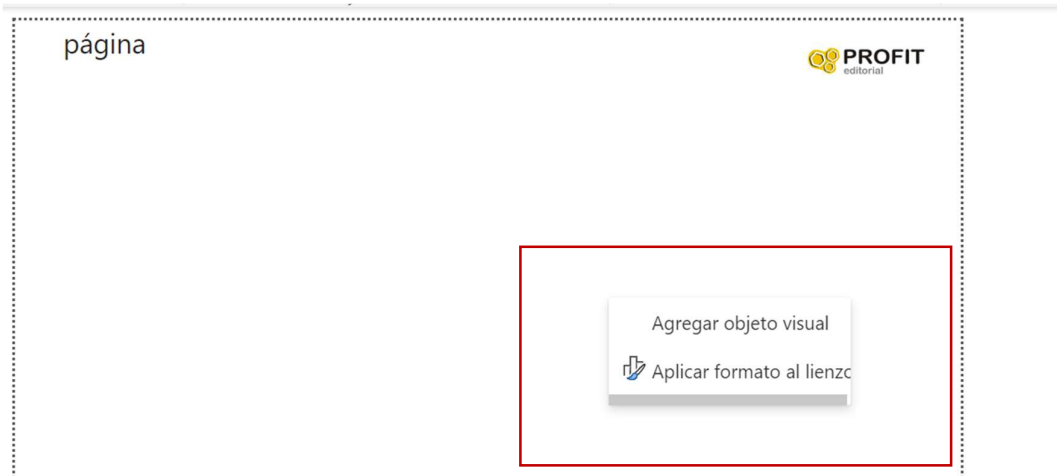 página
PROFIT
editorial
Agregar objeto visual
Aplicar formato al lienzo